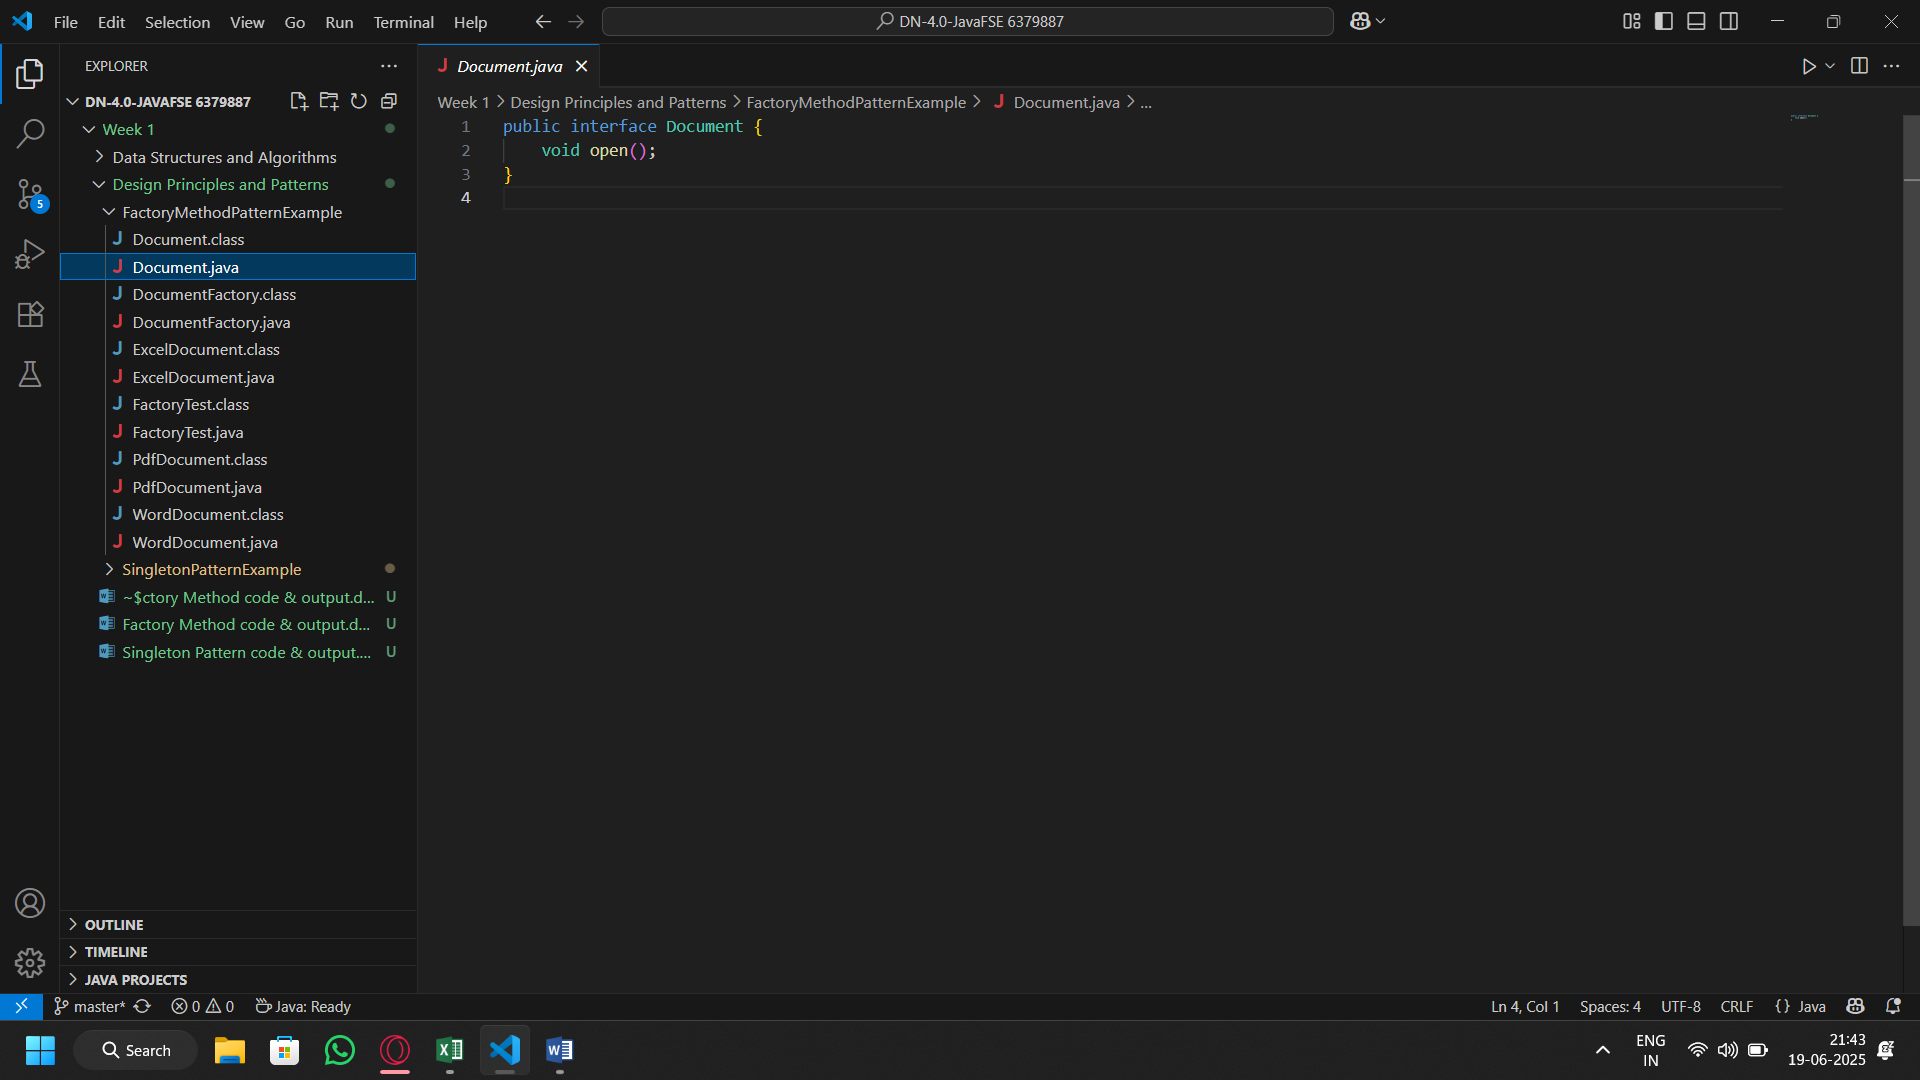 File Edit Selection View Go Run Terminal Help
DN-4.0-JavaFSE 6379887
EXPLORER
DN-4.0-JAVAFSE 6379887
Week 1
Data Structures and Algorithms
Design Principles and Patterns
FactoryMethodPatternExample
Document.class
Document.java
DocumentFactory.class
DocumentFactory.java
ExcelDocument.class
ExcelDocument.java
FactoryTest.class
FactoryTest.java
PdfDocument.class
PdfDocument.java
WordDocument.class
WordDocument.java
SingletonPatternExample
~$ctory Method code & output.d... U
Factory Method code & output.d... U
Singleton Pattern code & output.... U
OUTLINE
TIMELINE
JAVA PROJECTS
5
J Document.java
Week 1 > Design Principles and Patterns > FactoryMethodPatternExample > J Document.java > ...
1 public interface Document {
2 void open();
3 }
4
master* 0 0 Java: Ready
Ln 4, Col 1 Spaces: 4 UTF-8 CRLF {} Java
Search
ENG
IN
21:43
19-06-2025